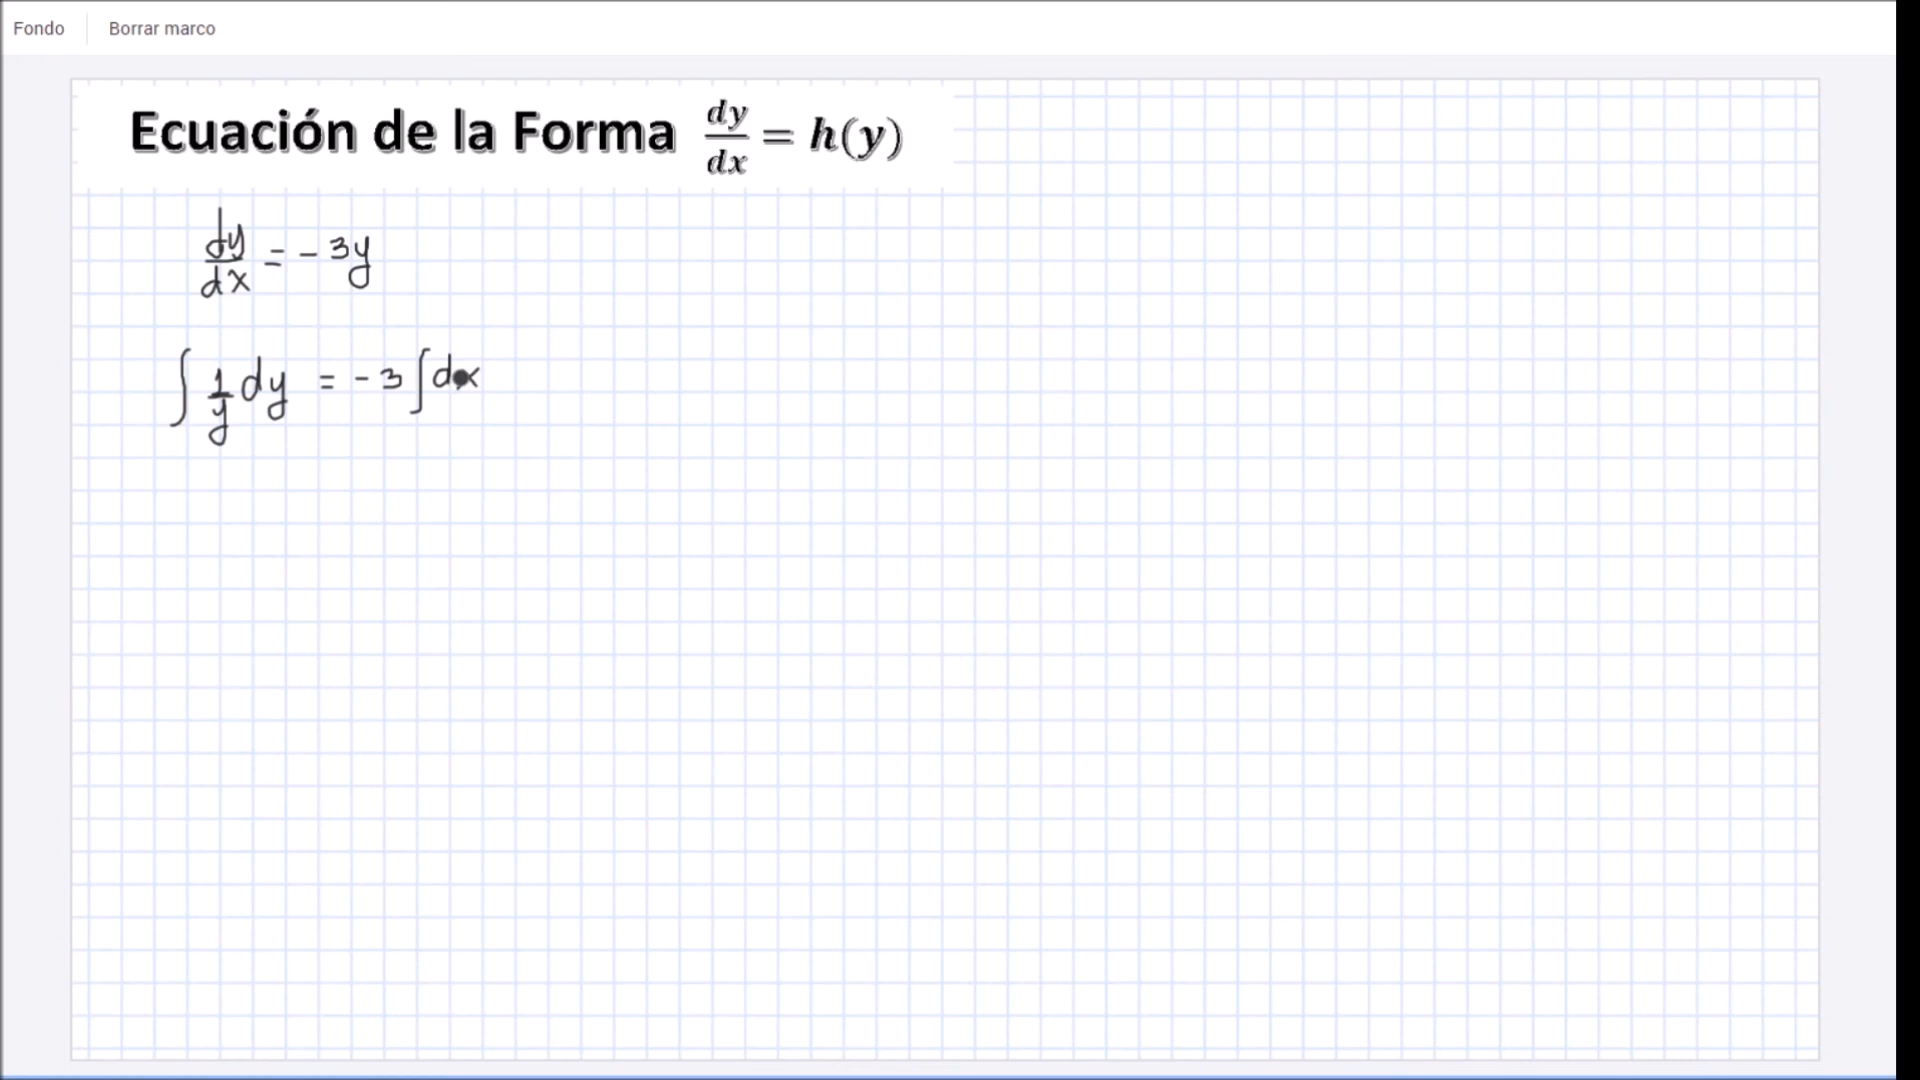 Fondo Borrar marco
Ecuación de la Forma dy/dx = h(y)
dy/dx = - 3y
∫ 1/y dy = - 3 ∫ dx